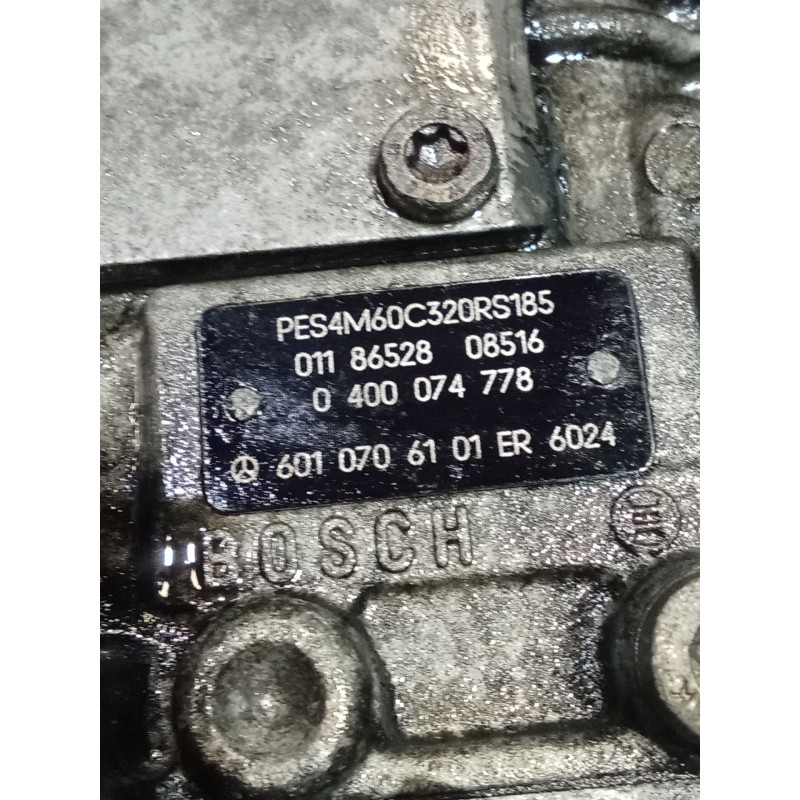 PES4M60C320RS185
011 86528 08516
0 400 074 778
601 070 61 01 ER 6024
BOSCH